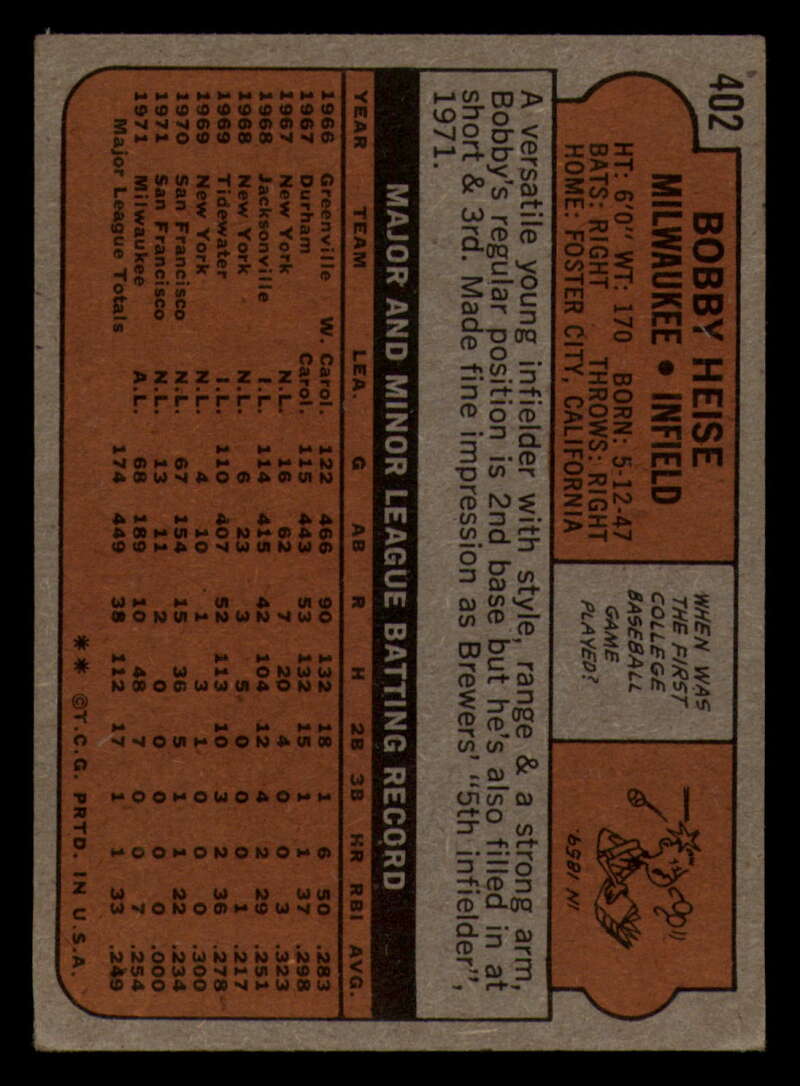 402
BOBBY HEISE
MILWAUKEE • INFIELD
HT: 6'0" WT: 170 BORN: 5-12-47
BATS: RIGHT THROWS: RIGHT
HOME: FOSTER CITY, CALIFORNIA
WHEN WAS
THE FIRST
COLLEGE
BASEBALL
GAME
PLAYED?
IN 1859.
A versatile young infielder with style, range & a strong arm,
Bobby's regular position is 2nd base but he's also filled in at
short & 3rd. Made fine impression as Brewers' "5th infielder",
1971.
MAJOR AND MINOR LEAGUE BATTING RECORD
YEAR TEAM LEA. G AB R H 2B 3B HR RBI AVG.
1966 Greenville W. Carol. 122 466 90 132 18 1 6 50 .283
1967 Durham Carol. 115 443 53 132 15 1 1 37 .298
1967 New York N.L. 16 62 7 20 4 0 0 3 .323
1968 Jacksonville I.L. 114 415 42 104 12 4 2 29 .251
1968 New York N.L. 6 23 3 5 0 0 0 1 .217
1969 Tidewater I.L. 110 407 52 113 10 3 2 36 .278
1969 New York N.L. 4 10 1 3 1 0 0 0 .300
1970 San Francisco N.L. 67 154 15 36 5 1 1 22 .234
1971 San Francisco N.L. 13 11 2 0 0 0 0 0 .000
1971 Milwaukee A.L. 68 189 10 48 7 0 0 7 .254
Major League Totals 174 449 38 112 17 1 1 33 .249
** ©T.C.G. PRTD. IN U.S.A.